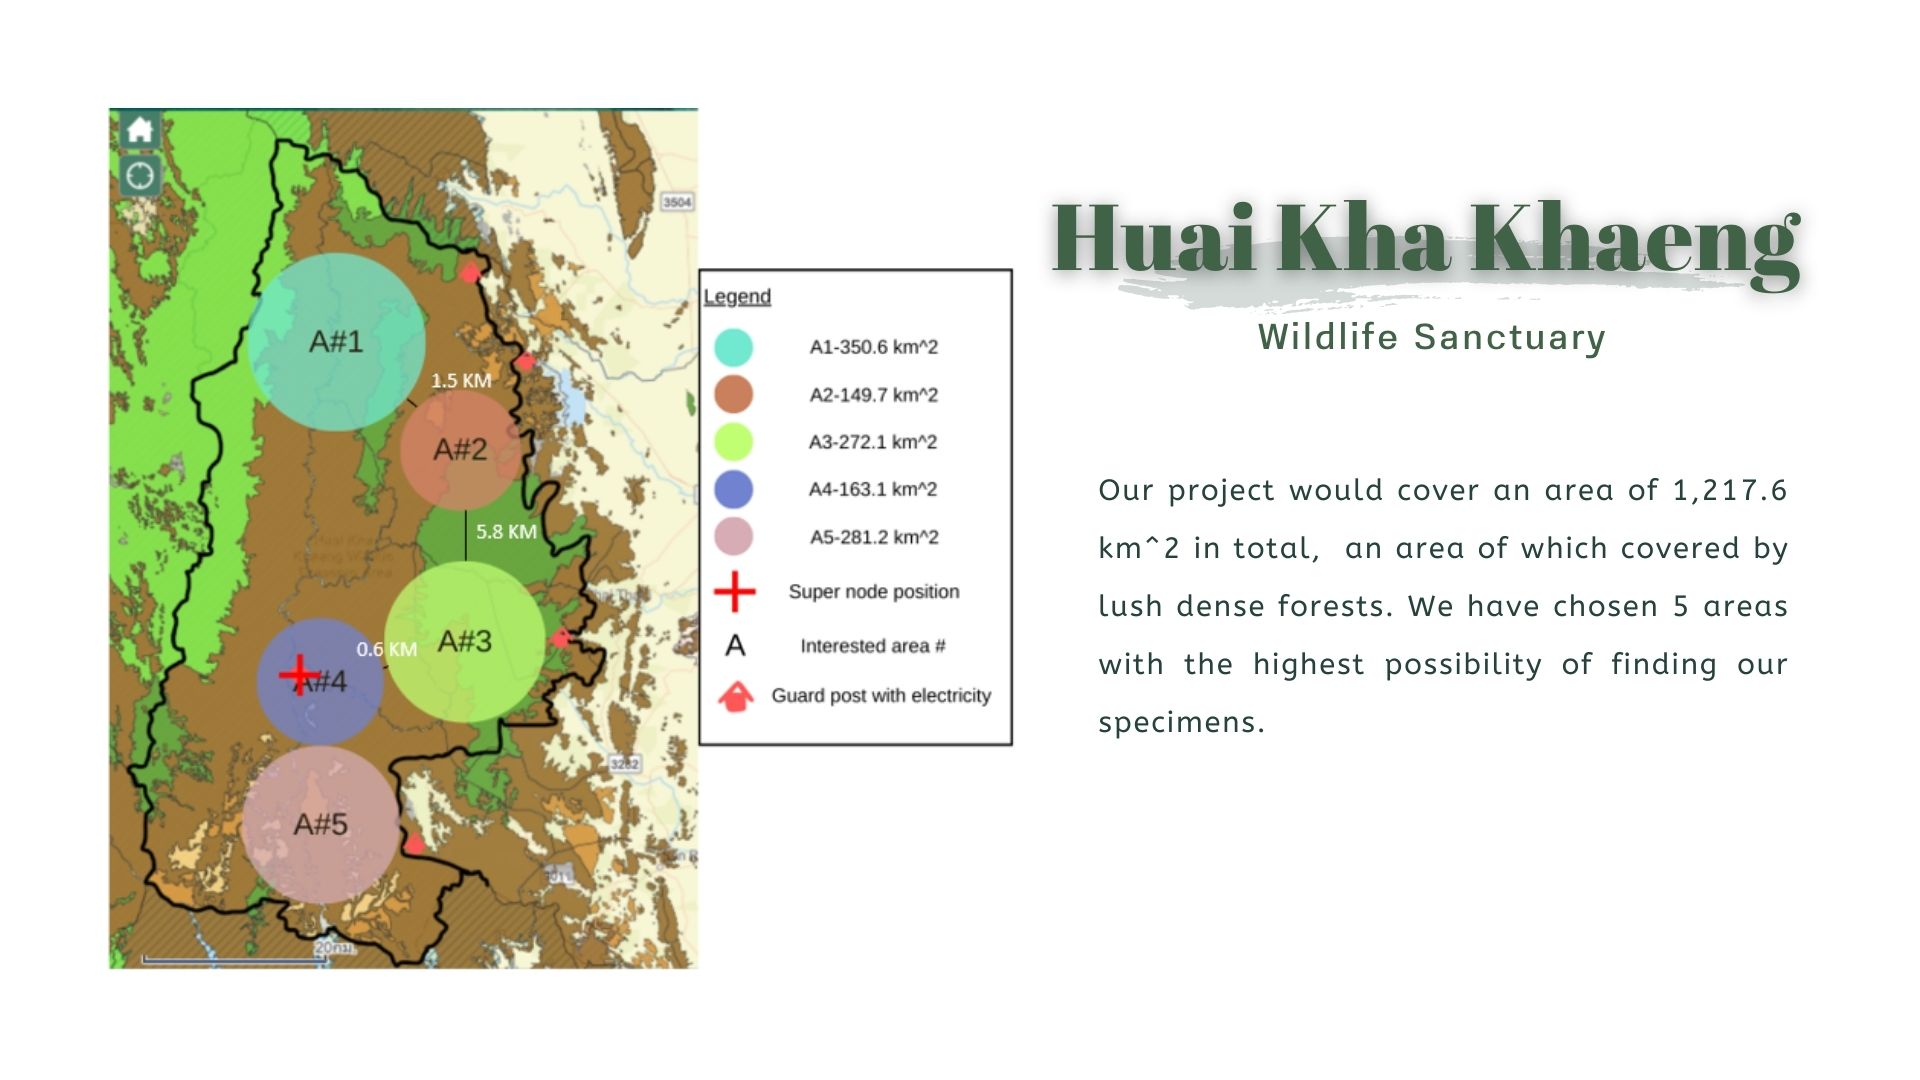 3504
A#1
1.5 KM
A#2
5.8 KM
A#3
0.6 KM
A#4
3282
A#5
20กม.
Legend
A1-350.6 km^2
A2-149.7 km^2
A3-272.1 km^2
A4-163.1 km^2
A5-281.2 km^2
Super node position
A Interested area #
Guard post with electricity
Huai Kha Khaeng
Wildlife Sanctuary
Our project would cover an area of 1,217.6
km^2 in total, an area of which covered by
lush dense forests. We have chosen 5 areas
with the highest possibility of finding our
specimens.